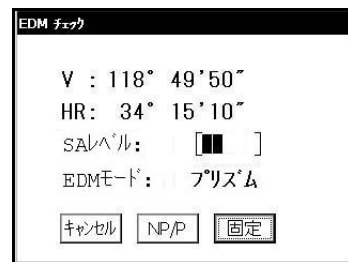 EDM ﾁｪｯｸ
V : 118° 49'50"
HR: 34° 15'10"
SAﾚﾍﾞﾙ: [██ ]
EDMﾓｰﾄﾞ: ﾌﾟﾘｽﾞﾑ
ｷｬﾝｾﾙ NP/P 固定